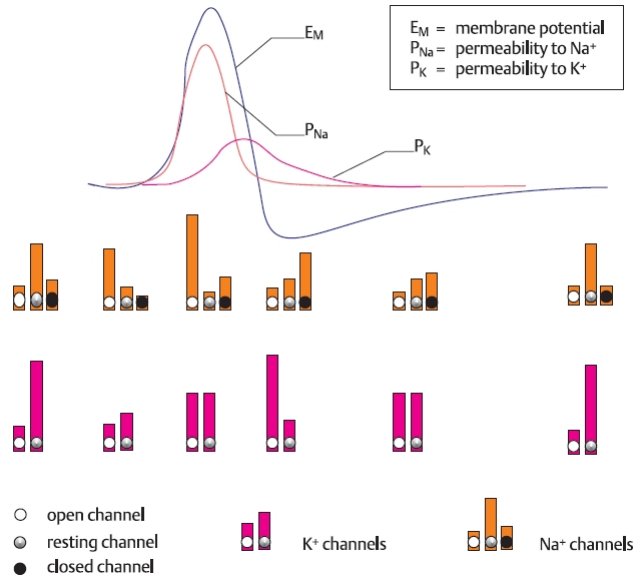 E_M = membrane potential
P_Na = permeability to Na⁺
P_K = permeability to K⁺
E_M
P_Na
P_K
open channel
resting channel
closed channel
K⁺ channels
Na⁺ channels